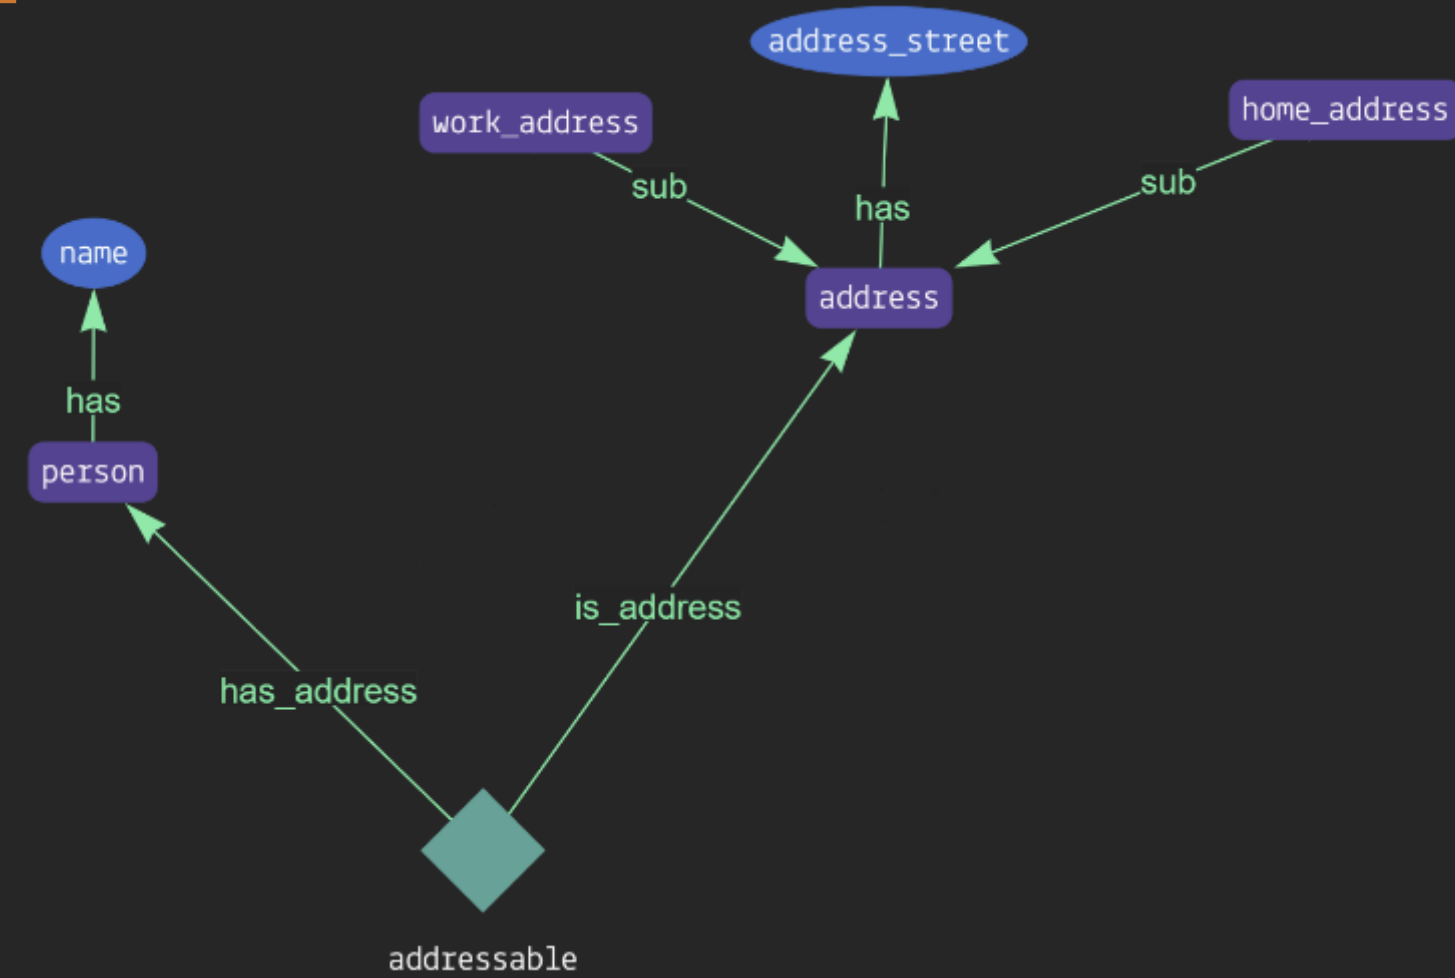 address_street
work_address
home_address
sub
sub
has
name
address
has
person
is_address
has_address
addressable